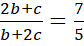 (2b+c)/(b+2c) = 7/5